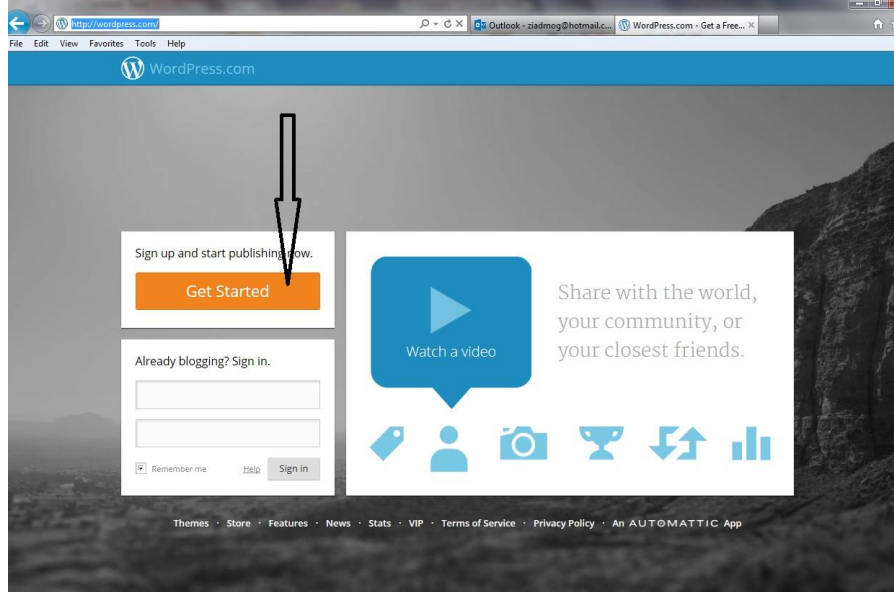 http://wordpress.com/
Outlook - ziadmog@hotmail.c...
WordPress.com - Get a Free...
File Edit View Favorites Tools Help
WordPress.com
Sign up and start publishing now.
Get Started
Already blogging? Sign in.
Remember me
Help
Sign in
Watch a video
Share with the world,
your community, or
your closest friends.
Themes · Store · Features · News · Stats · VIP · Terms of Service · Privacy Policy · An AUTOMATTIC App